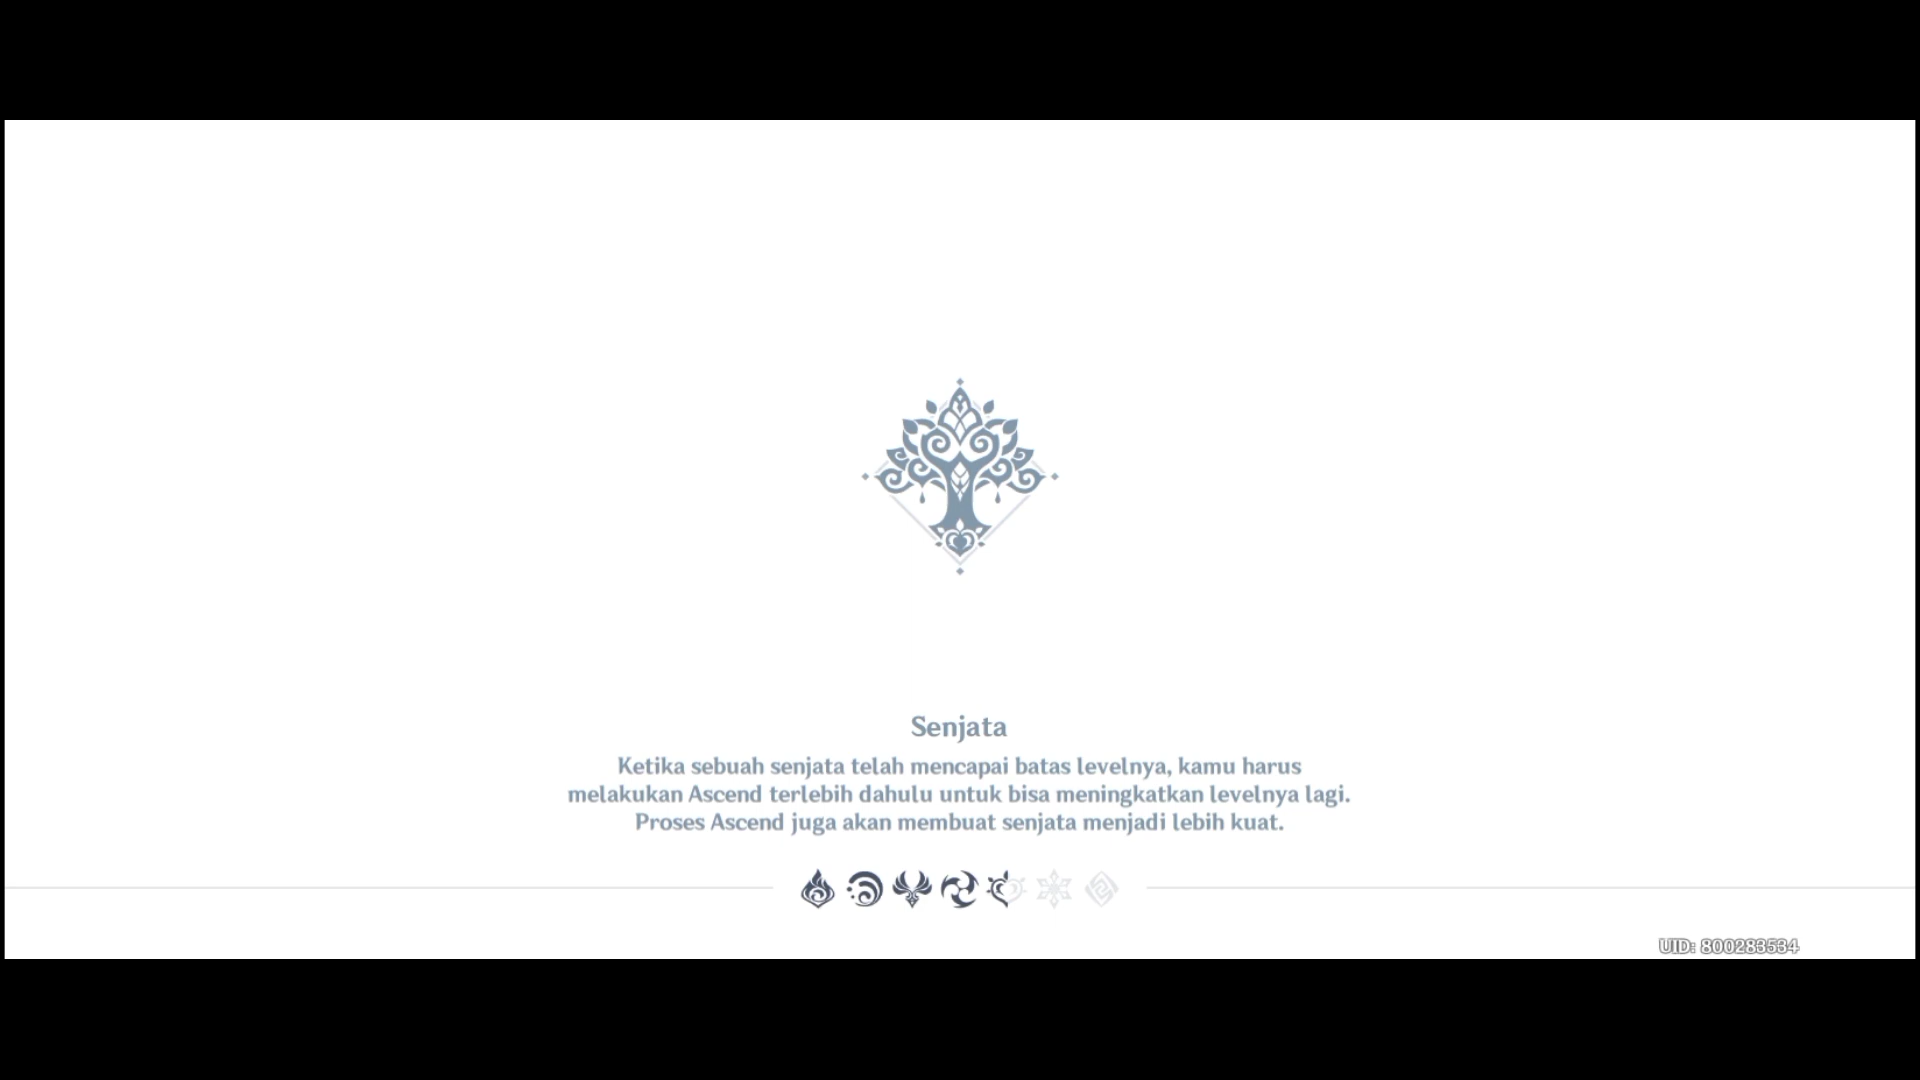 Senjata
Ketika sebuah senjata telah mencapai batas levelnya, kamu harus
melakukan Ascend terlebih dahulu untuk bisa meningkatkan levelnya lagi.
Proses Ascend juga akan membuat senjata menjadi lebih kuat.
UID: 800283534